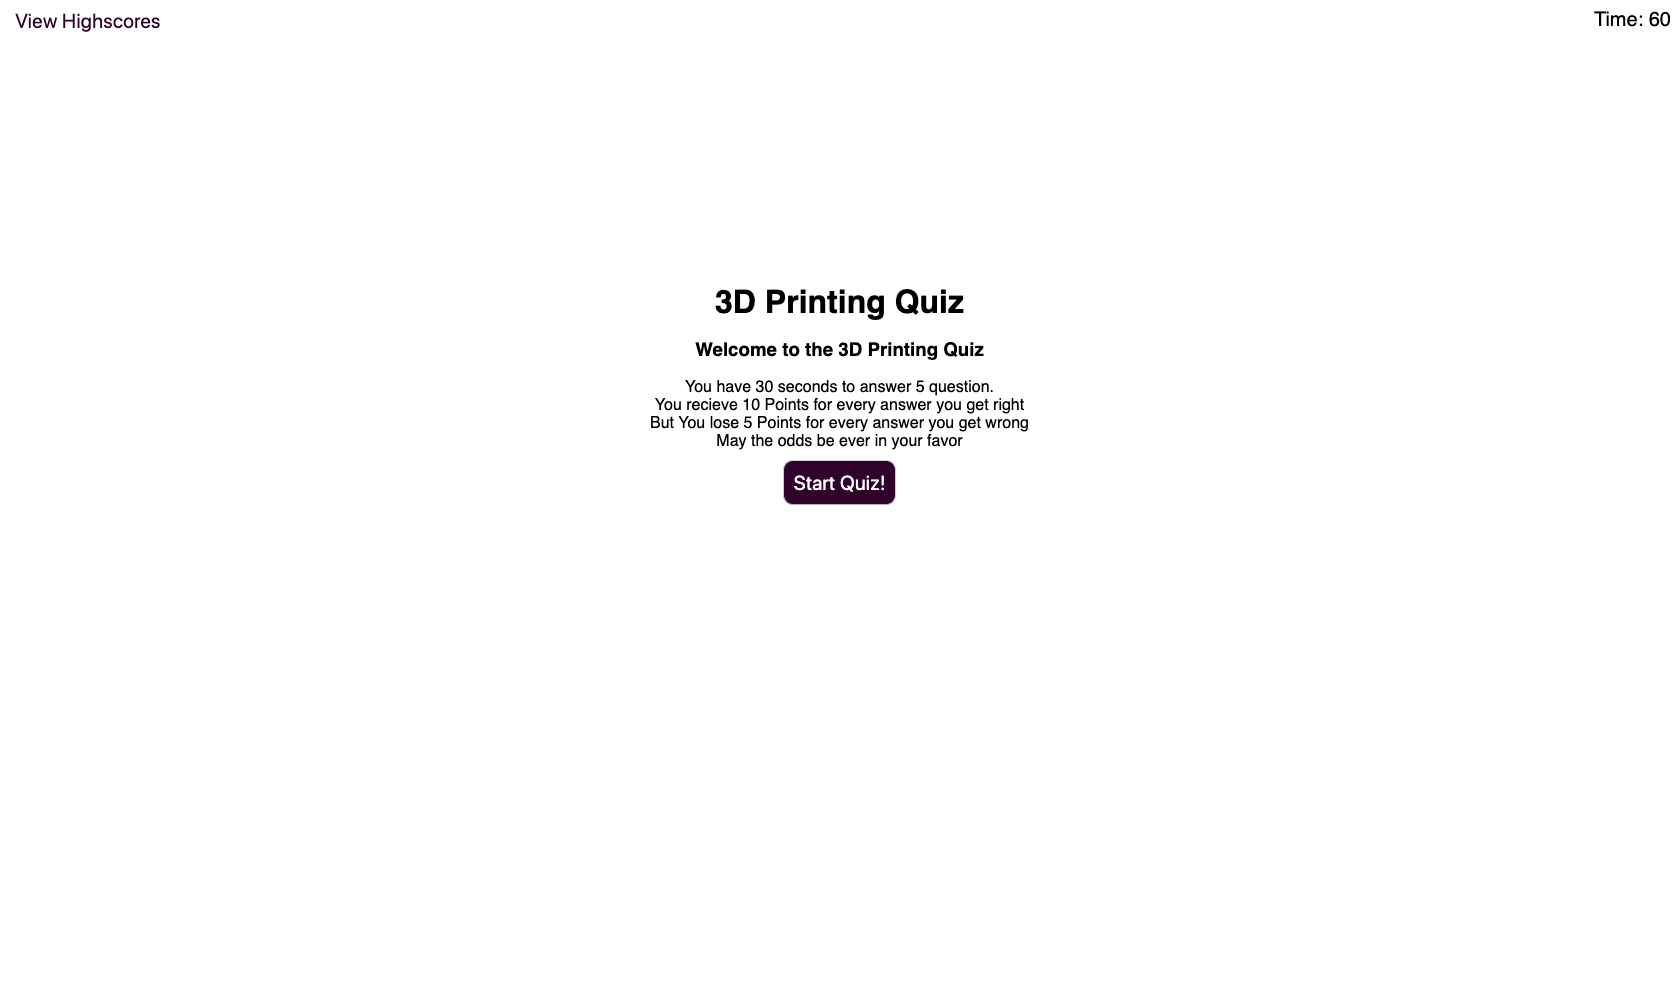 View Highscores
Time: 60
3D Printing Quiz
Welcome to the 3D Printing Quiz
You have 30 seconds to answer 5 question.
You recieve 10 Points for every answer you get right
But You lose 5 Points for every answer you get wrong
May the odds be ever in your favor
Start Quiz!